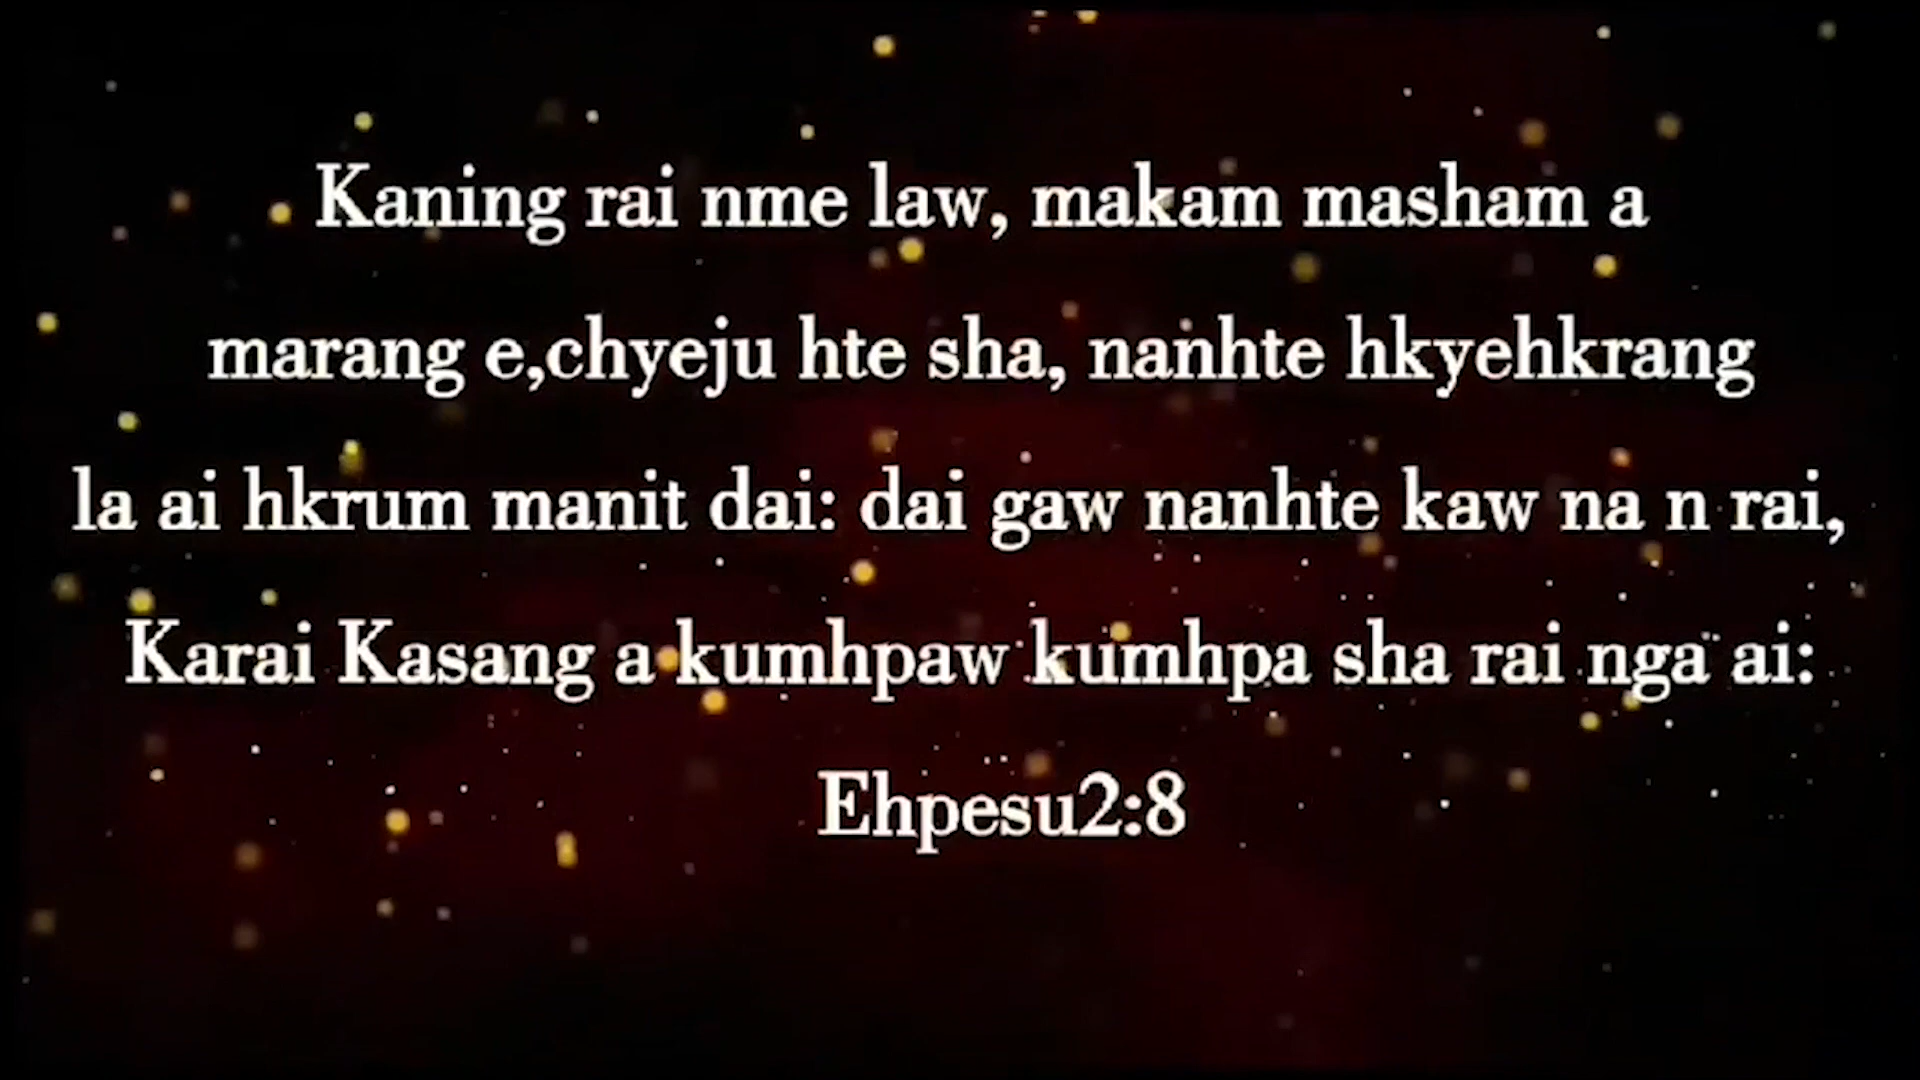 Kaning rai nme law, makam masham a
marang e,chyeju hte sha, nanhte hkyehkrang
la ai hkrum manit dai: dai gaw nanhte kaw na n rai,
Karai Kasang a kumhpaw kumhpa sha rai nga ai:
Ehpesu2:8